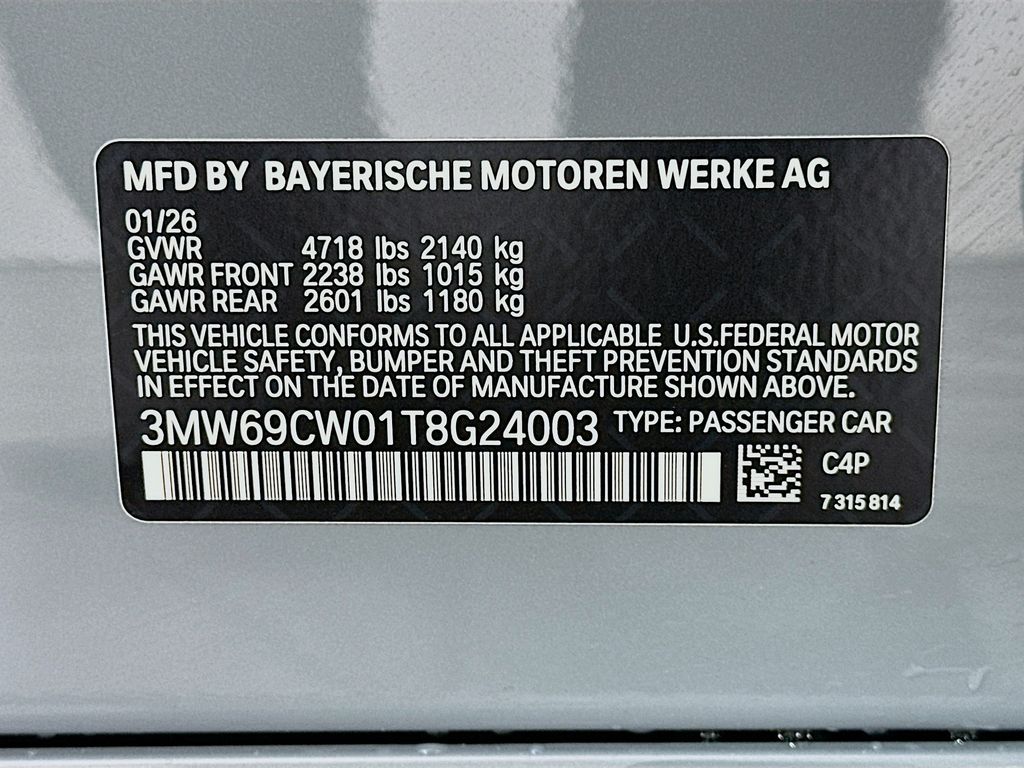 MFD BY BAYERISCHE MOTOREN WERKE AG
01/26
GVWR 4718 lbs 2140 kg
GAWR FRONT 2238 lbs 1015 kg
GAWR REAR 2601 lbs 1180 kg
THIS VEHICLE CONFORMS TO ALL APPLICABLE U.S.FEDERAL MOTOR
VEHICLE SAFETY, BUMPER AND THEFT PREVENTION STANDARDS
IN EFFECT ON THE DATE OF MANUFACTURE SHOWN ABOVE.
3MW69CW01T8G24003 TYPE: PASSENGER CAR
C4P
7 315 814